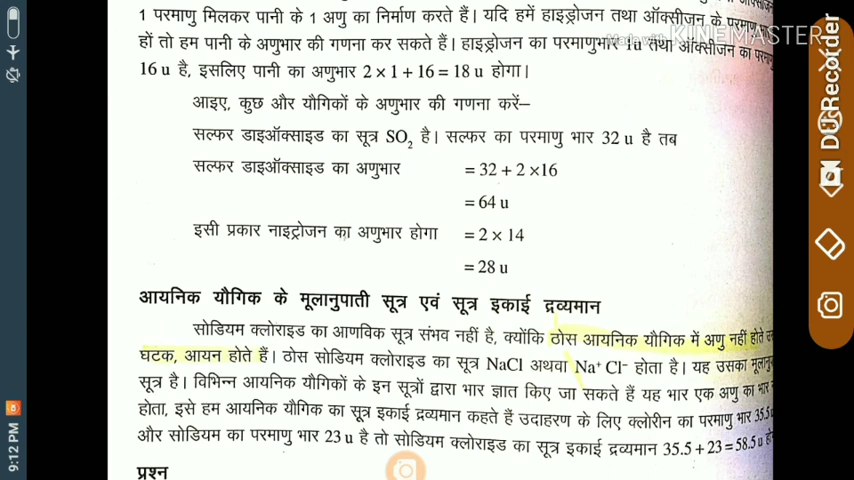 1 परमाणु मिलकर पानी के 1 अणु का निर्माण करते हैं। यदि हमें हाइड्रोजन तथा ऑक्सीजन के परमाणु
हों तो हम पानी के अणुभार की गणना कर सकते हैं। हाइड्रोजन का परमाणुभार 1u तथा ऑक्सीजन का
16 u है, इसलिए पानी का अणुभार 2 × 1 + 16 = 18 u होगा।
आइए, कुछ और यौगिकों के अणुभार की गणना करें–
सल्फर डाइऑक्साइड का सूत्र SO₂ है। सल्फर का परमाणु भार 32 u है तब
सल्फर डाइऑक्साइड का अणुभार = 32 + 2 ×16
= 64 u
इसी प्रकार नाइट्रोजन का अणुभार होगा = 2 × 14
= 28 u
आयनिक यौगिक के मूलानुपाती सूत्र एवं सूत्र इकाई द्रव्यमान
सोडियम क्लोराइड का आणविक सूत्र संभव नहीं है, क्योंकि ठोस आयनिक यौगिक में अणु नहीं होते
घटक, आयन होते हैं। ठोस सोडियम क्लोराइड का सूत्र NaCl अथवा Na⁺ Cl⁻ होता है। यह उसका
सूत्र है। विभिन्न आयनिक यौगिकों के इन सूत्रों द्वारा भार ज्ञात किए जा सकते हैं यह भार एक अणु का भार
होता, इसे हम आयनिक यौगिक का सूत्र इकाई द्रव्यमान कहते हैं उदाहरण के लिए क्लोरीन का परमाणु भार 35.5
और सोडियम का परमाणु भार 23 u है तो सोडियम क्लोराइड का सूत्र इकाई द्रव्यमान 35.5 + 23 = 58.5 u
प्रश्न
Made with KINEMASTER
DU Recorder
9:12 PM